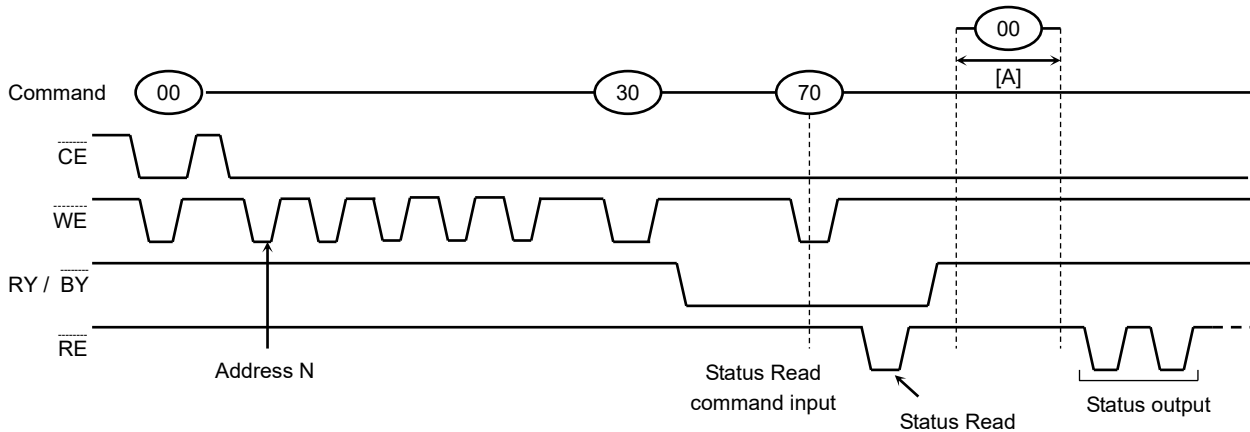 00
[A]
Command 00 30 70
CE
WE
RY / BY
RE
Address N
Status Read
command input
Status Read
Status output